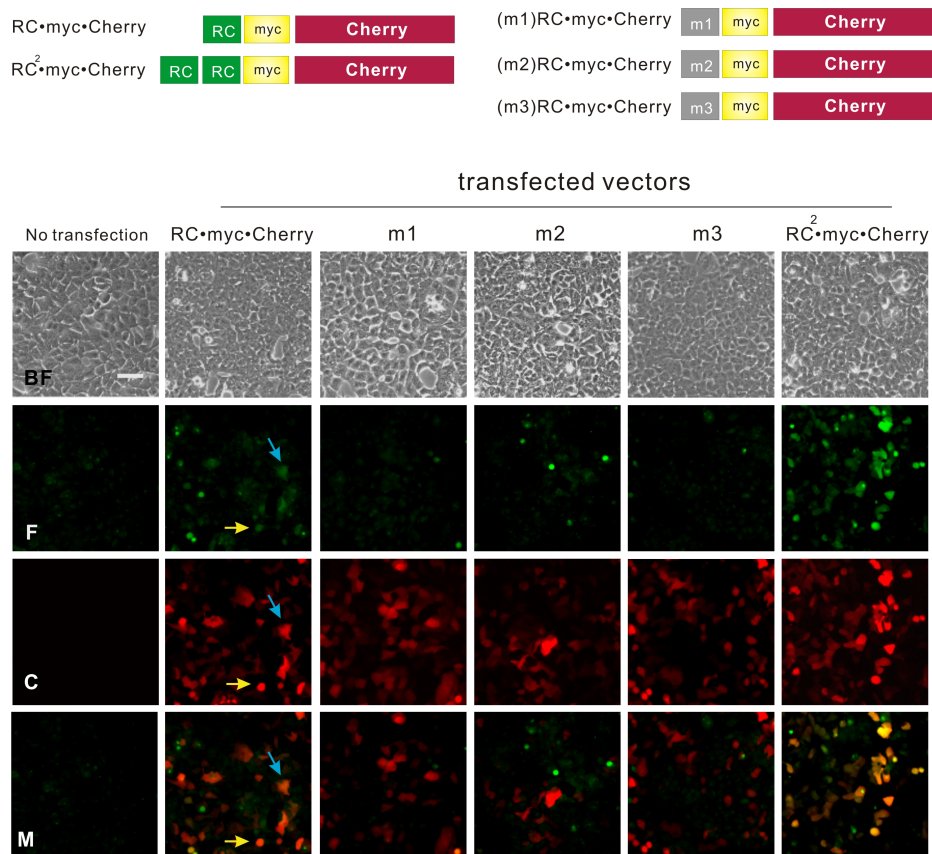 RC•myc•Cherry RC myc Cherry
RC²•myc•Cherry RC RC myc Cherry
(m1)RC•myc•Cherry m1 myc Cherry
(m2)RC•myc•Cherry m2 myc Cherry
(m3)RC•myc•Cherry m3 myc Cherry
transfected vectors
No transfection RC•myc•Cherry m1 m2 m3 RC²•myc•Cherry
BF
F
C
M